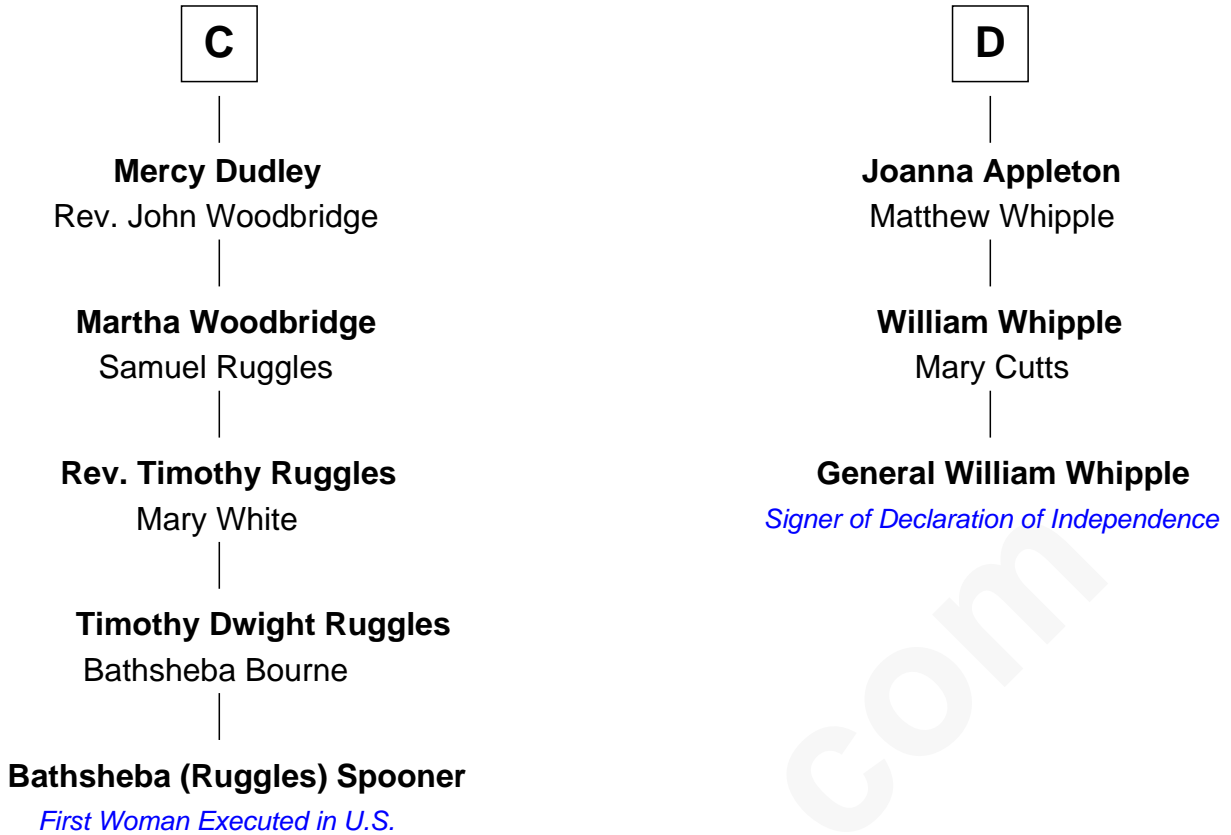 C
Mercy Dudley
Rev. John Woodbridge
Martha Woodbridge
Samuel Ruggles
Rev. Timothy Ruggles
Mary White
Timothy Dwight Ruggles
Bathsheba Bourne
Bathsheba (Ruggles) Spooner
First Woman Executed in U.S.
D
Joanna Appleton
Matthew Whipple
William Whipple
Mary Cutts
General William Whipple
Signer of Declaration of Independence
com